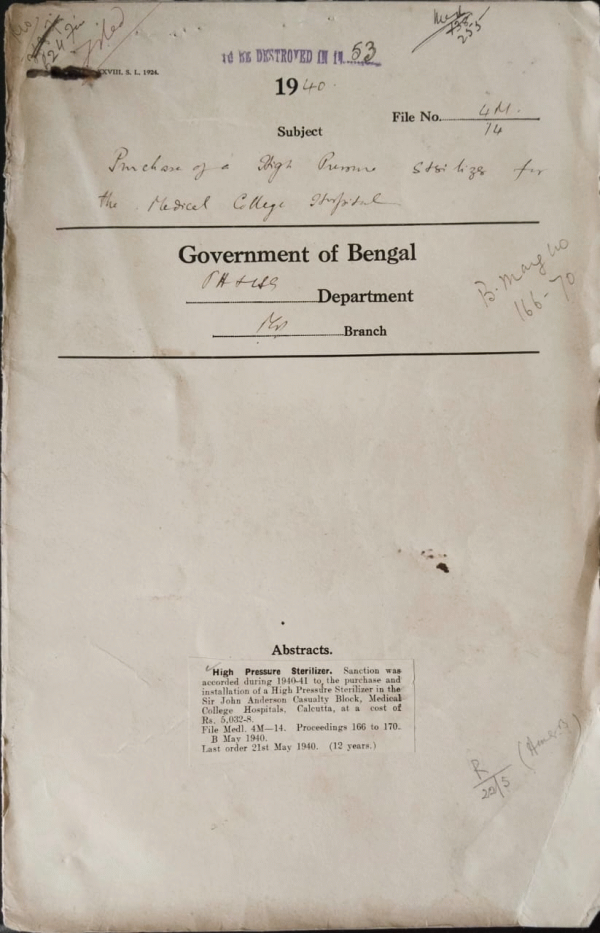 Filed
TO BE DESTROYED IN 19 53
XXVIII. S. L. 1924.
1940.
File No. 4M.
14
Subject
Purchase of a High Pressure Sterilizer for
the Medical College Hospital
Government of Bengal
Department
Branch
B. May 40
166-70
Abstracts.
High Pressure Sterilizer. Sanction was
accorded during 1940-41 to the purchase and
installation of a High Pressure Sterilizer in the
Sir John Anderson Casualty Block, Medical
College Hospitals, Calcutta, at a cost of
Rs. 5,032-8.
File Medl. 4M—14. Proceedings 166 to 170.
B May 1940.
Last order 21st May 1940. (12 years.)
R